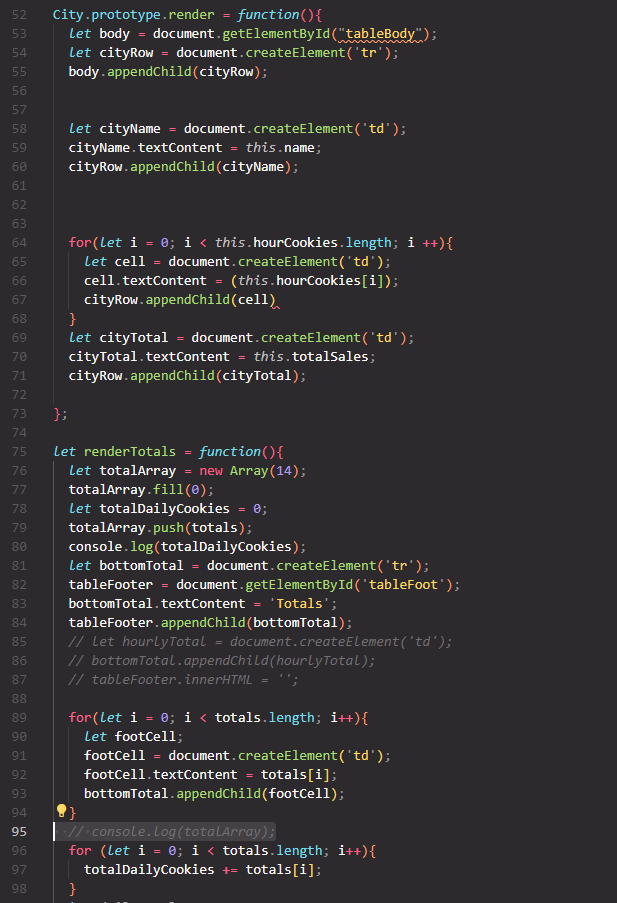 52 City.prototype.render = function(){
53 let body = document.getElementById("tableBody");
54 let cityRow = document.createElement('tr');
55 body.appendChild(cityRow);
56
57
58 let cityName = document.createElement('td');
59 cityName.textContent = this.name;
60 cityRow.appendChild(cityName);
61
62
63
64 for(let i = 0; i < this.hourCookies.length; i ++){
65 let cell = document.createElement('td');
66 cell.textContent = (this.hourCookies[i]);
67 cityRow.appendChild(cell)
68 }
69 let cityTotal = document.createElement('td');
70 cityTotal.textContent = this.totalSales;
71 cityRow.appendChild(cityTotal);
72
73 };
74
75 let renderTotals = function(){
76 let totalArray = new Array(14);
77 totalArray.fill(0);
78 let totalDailyCookies = 0;
79 totalArray.push(totals);
80 console.log(totalDailyCookies);
81 let bottomTotal = document.createElement('tr');
82 tableFooter = document.getElementById('tableFoot');
83 bottomTotal.textContent = 'Totals';
84 tableFooter.appendChild(bottomTotal);
85 // let hourlyTotal = document.createElement('td');
86 // bottomTotal.appendChild(hourlyTotal);
87 // tableFooter.innerHTML = '';
88
89 for(let i = 0; i < totals.length; i++){
90 let footCell;
91 footCell = document.createElement('td');
92 footCell.textContent = totals[i];
93 bottomTotal.appendChild(footCell);
94 }
95 // console.log(totalArray);
96 for (let i = 0; i < totals.length; i++){
97 totalDailyCookies += totals[i];
98 }